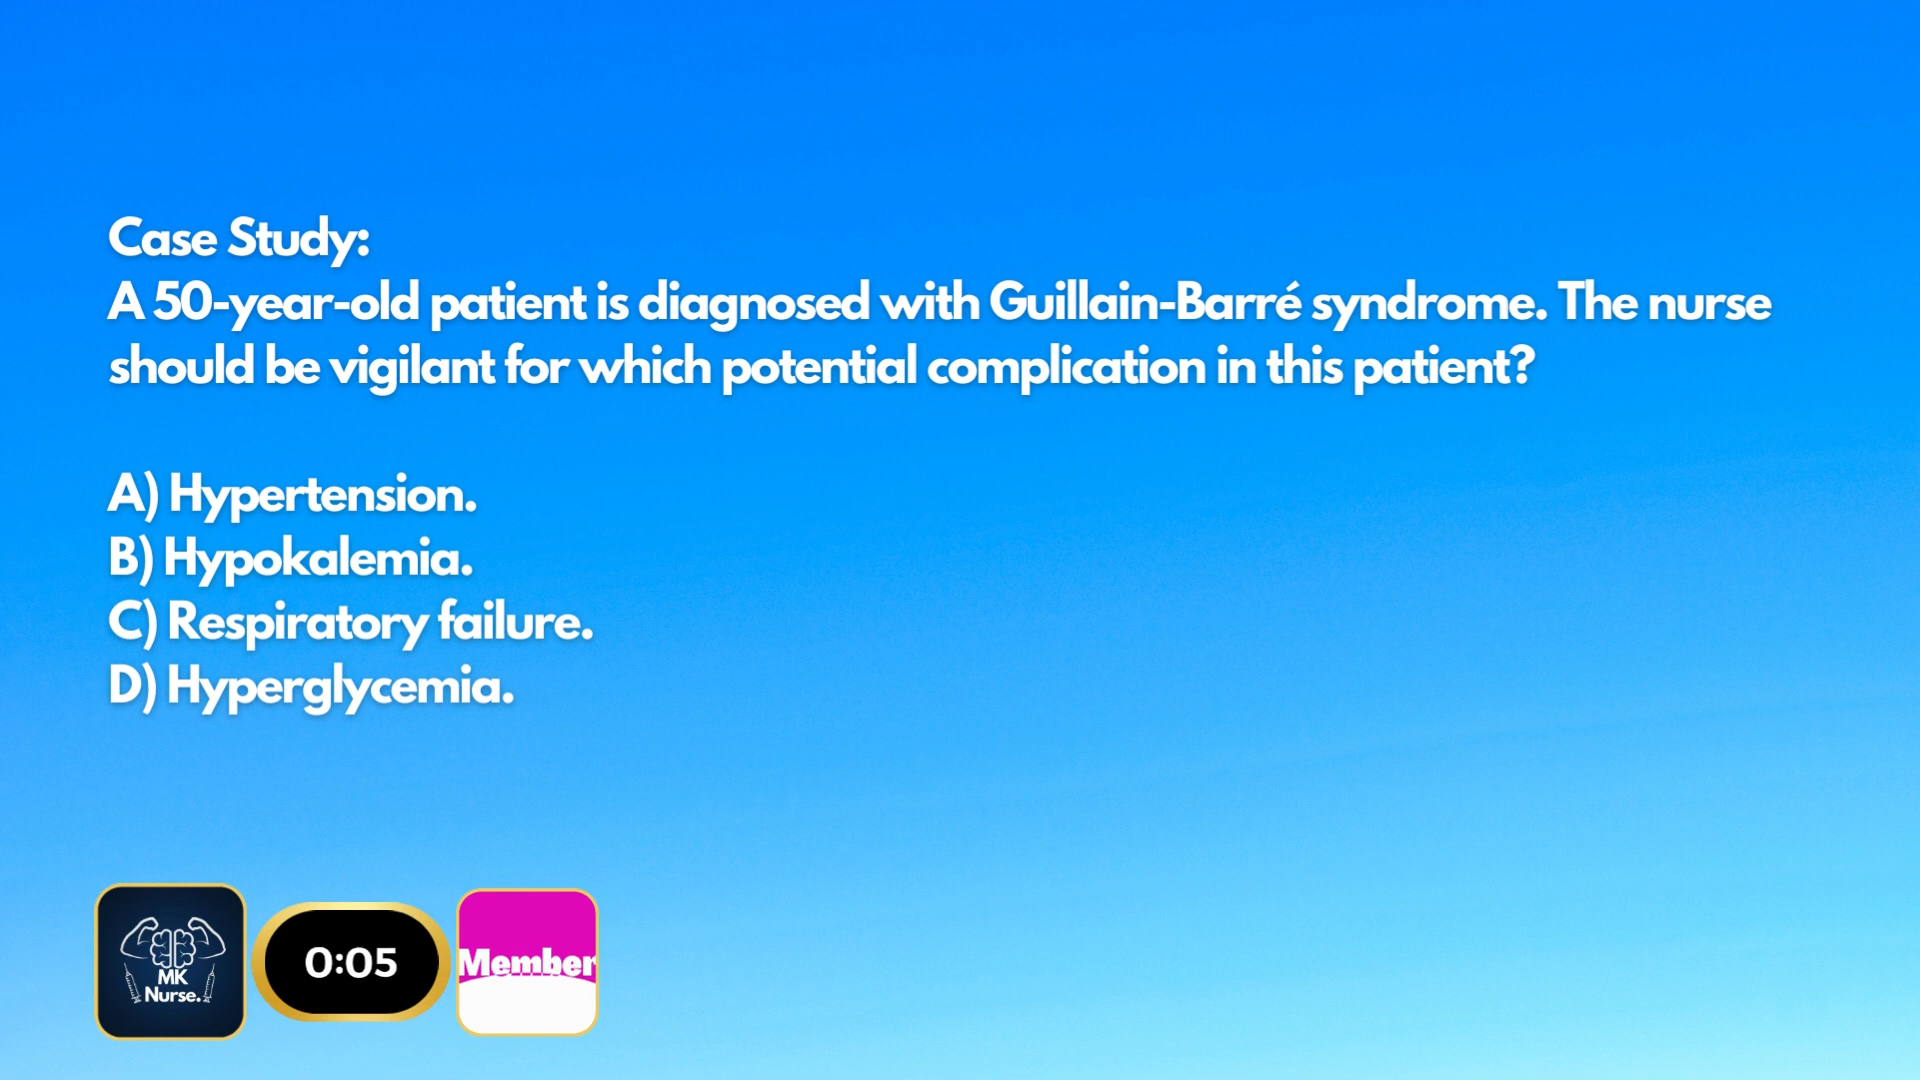 Case Study:
A 50-year-old patient is diagnosed with Guillain-Barré syndrome. The nurse
should be vigilant for which potential complication in this patient?
A) Hypertension.
B) Hypokalemia.
C) Respiratory failure.
D) Hyperglycemia.
MK
Nurse.
0:05
Member